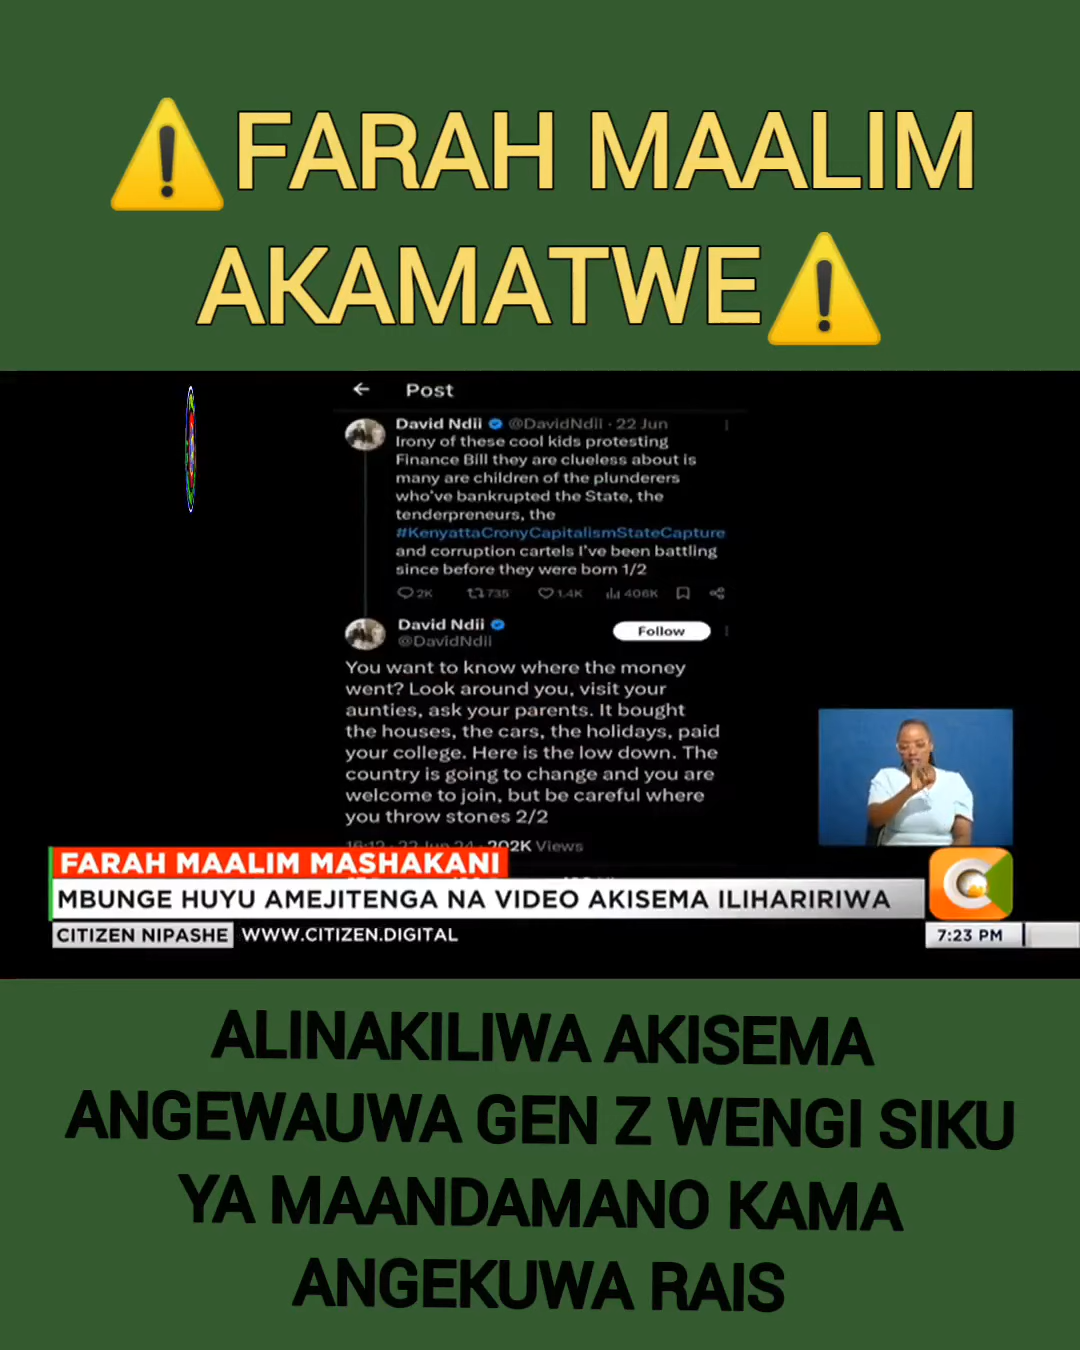 ⚠️FARAH MAALIM
AKAMATWE⚠️
← Post
David Ndii @DavidNdii · 22 Jun
Irony of these cool kids protesting
Finance Bill they are clueless about is
many are children of the plunderers
who've bankrupted the State, the
tenderpreneurs, the
#KenyattaCronyCapitalismStateCapture
and corruption cartels I've been battling
since before they were born 1/2
2K 735 1.4K 406K
David Ndii
@DavidNdii
Follow
You want to know where the money
went? Look around you, visit your
aunties, ask your parents. It bought
the houses, the cars, the holidays, paid
your college. Here is the low down. The
country is going to change and you are
welcome to join, but be careful where
you throw stones 2/2
16:12 · 22 Jun 24 · 202K Views
FARAH MAALIM MASHAKANI
MBUNGE HUYU AMEJITENGA NA VIDEO AKISEMA ILIHARIRIWA
CITIZEN NIPASHE WWW.CITIZEN.DIGITAL
7:23 PM
ALINAKILIWA AKISEMA
ANGEWAUWA GEN Z WENGI SIKU
YA MAANDAMANO KAMA
ANGEKUWA RAIS